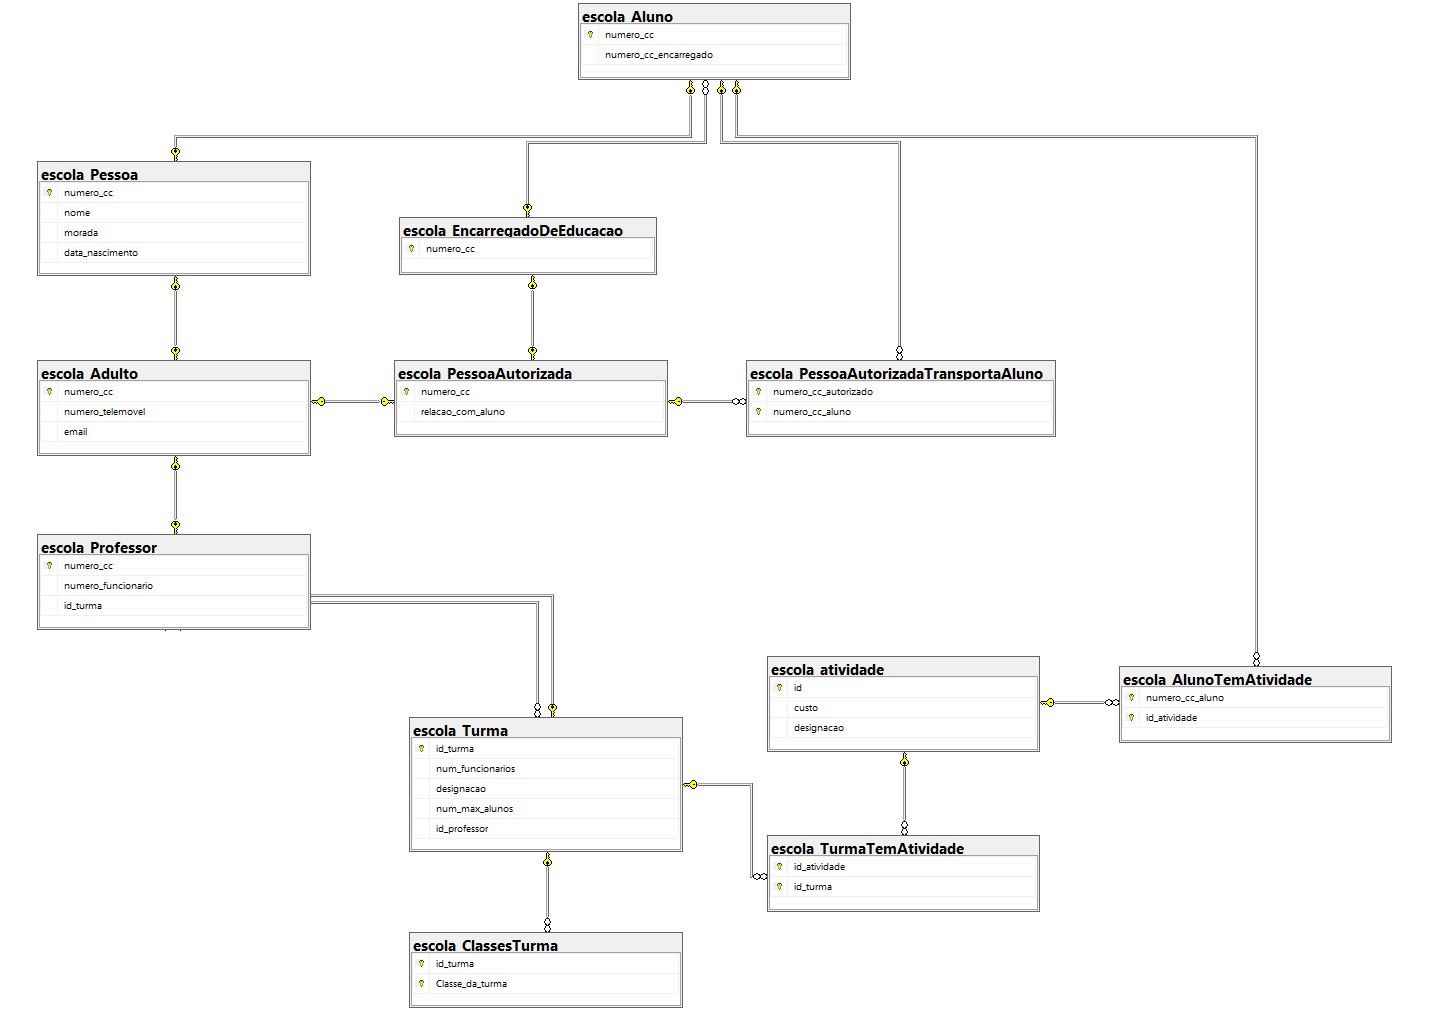 escola_Aluno
numero_cc
numero_cc_encarregado
escola_Pessoa
numero_cc
nome
morada
data_nascimento
escola_EncarregadoDeEducacao
numero_cc
escola_Adulto
numero_cc
numero_telemovel
email
escola_PessoaAutorizada
numero_cc
relacao_com_aluno
escola_PessoaAutorizadaTransportaAluno
numero_cc_autorizado
numero_cc_aluno
escola_Professor
numero_cc
numero_funcionario
id_turma
escola_atividade
id
custo
designacao
escola_AlunoTemAtividade
numero_cc_aluno
id_atividade
escola_Turma
id_turma
num_funcionarios
designacao
num_max_alunos
id_professor
escola_TurmaTemAtividade
id_atividade
id_turma
escola_ClassesTurma
id_turma
Classe_da_turma